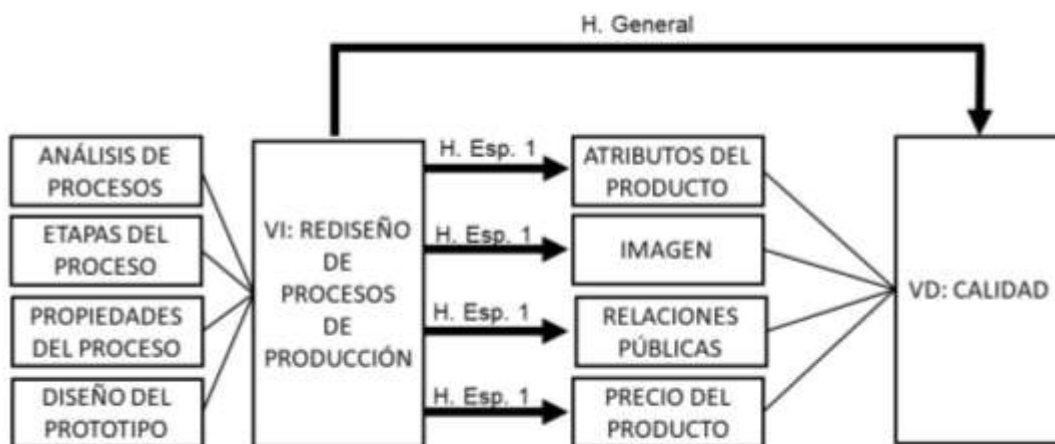 H. General
ANÁLISIS DE
PROCESOS
ETAPAS DEL
PROCESO
PROPIEDADES
DEL PROCESO
DISEÑO DEL
PROTOTIPO
VI: REDISEÑO
DE
PROCESOS
DE
PRODUCCIÓN
H. Esp. 1
H. Esp. 1
H. Esp. 1
H. Esp. 1
ATRIBUTOS DEL
PRODUCTO
IMAGEN
RELACIONES
PÚBLICAS
PRECIO DEL
PRODUCTO
VD: CALIDAD